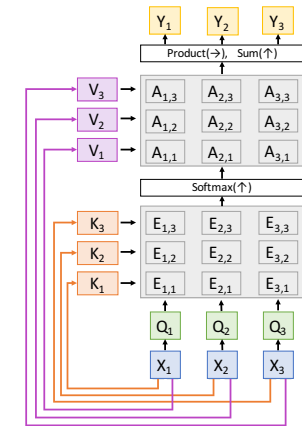 Y1 Y2 Y3
Product(→), Sum(↑)
V3 A1,3 A2,3 A3,3
V2 A1,2 A2,2 A3,2
V1 A1,1 A2,1 A3,1
Softmax(↑)
K3 E1,3 E2,3 E3,3
K2 E1,2 E2,2 E3,2
K1 E1,1 E2,1 E3,1
Q1 Q2 Q3
X1 X2 X3